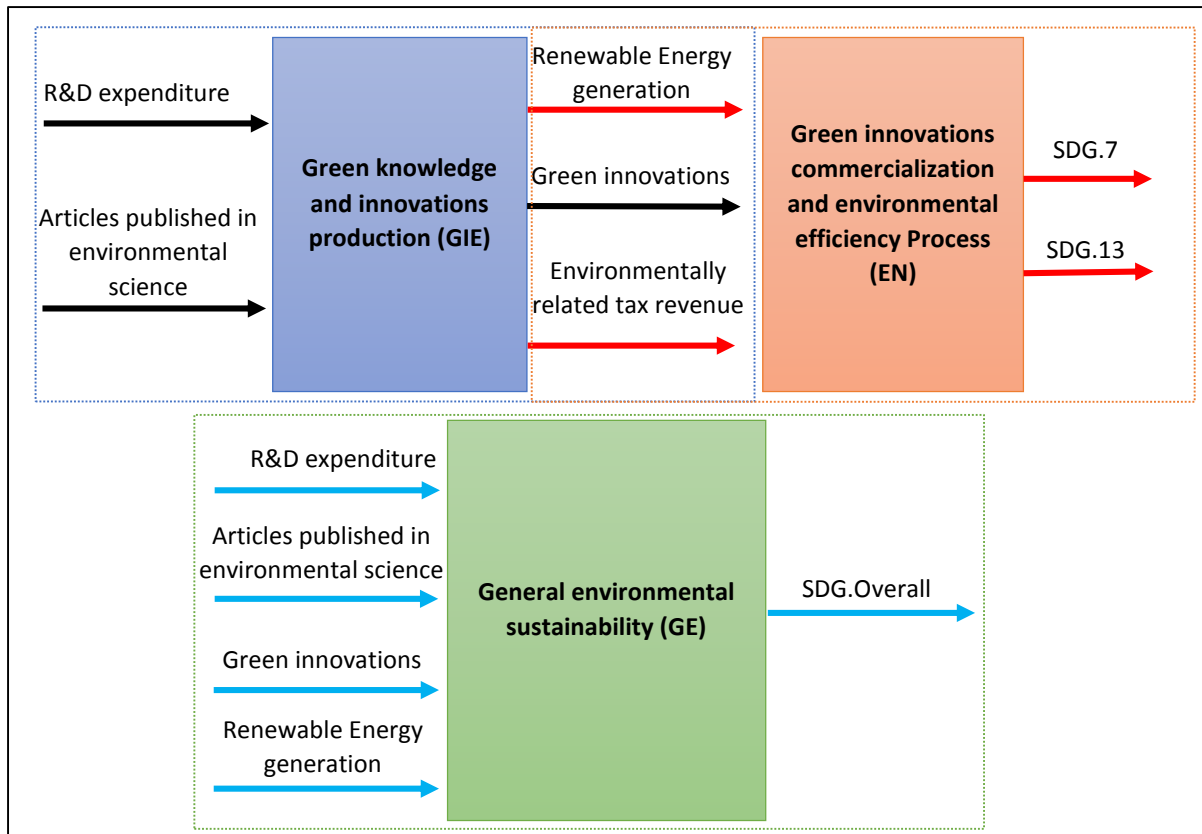 R&D expenditure
Articles published in
environmental
science
Green knowledge
and innovations
production (GIE)
Renewable Energy
generation
Green innovations
Environmentally
related tax revenue
Green innovations
commercialization
and environmental
efficiency Process
(EN)
SDG.7
SDG.13
R&D expenditure
Articles published in
environmental science
Green innovations
Renewable Energy
generation
General environmental
sustainability (GE)
SDG.Overall